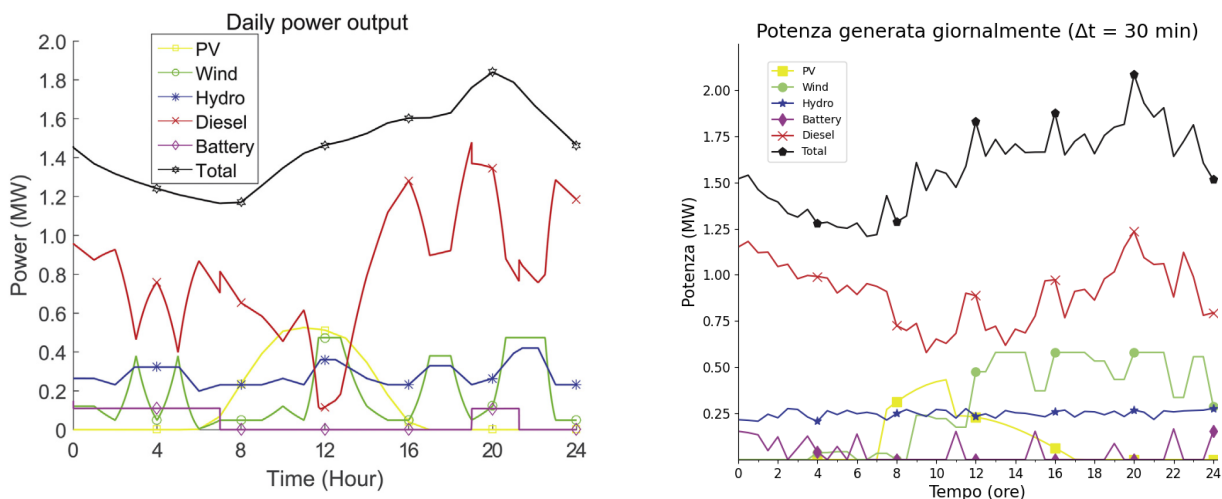 Daily power output
Power (MW)
2.0
1.8
1.6
1.4
1.2
1.0
0.8
0.6
0.4
0.2
0
PV
Wind
Hydro
Diesel
Battery
Total
0 4 8 12 16 20 24
Time (Hour)
Potenza generata giornalmente (Δt = 30 min)
Potenza (MW)
2.00
1.75
1.50
1.25
1.00
0.75
0.50
0.25
PV
Wind
Hydro
Battery
Diesel
Total
0 2 4 6 8 10 12 14 16 18 20 22 24
Tempo (ore)